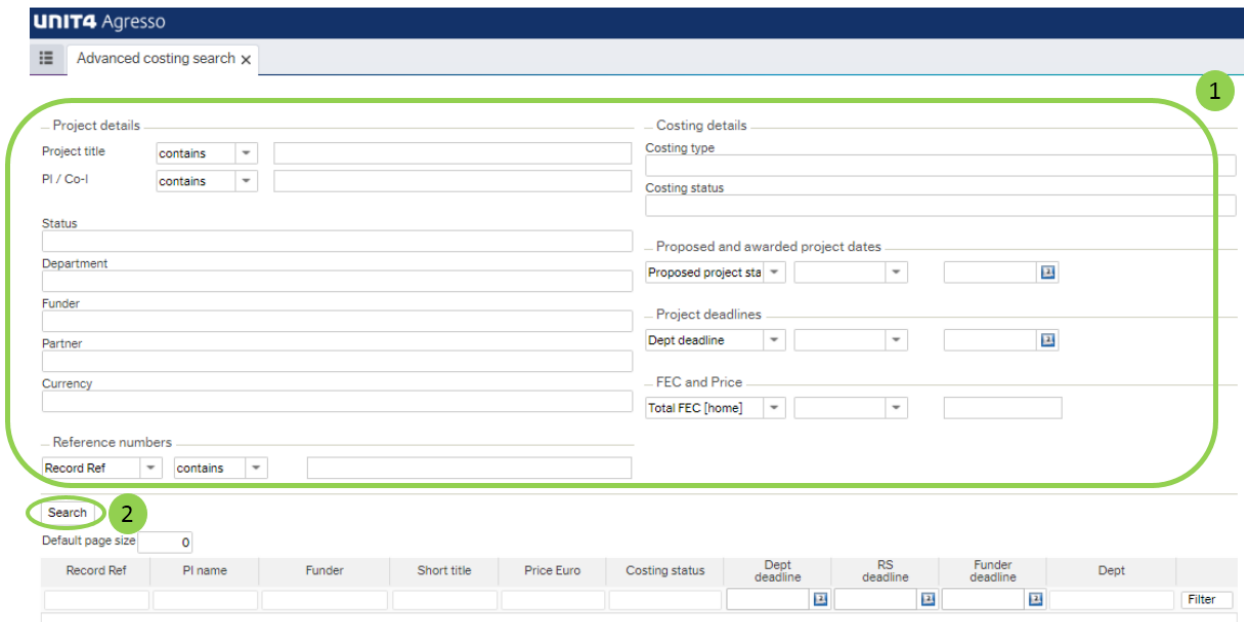 UNIT4 Agresso
Advanced costing search x
1
Project details
Project title contains
PI / Co-I contains
Status
Department
Funder
Partner
Currency
Reference numbers
Record Ref contains
Costing details
Costing type
Costing status
Proposed and awarded project dates
Proposed project sta
Project deadlines
Dept deadline
FEC and Price
Total FEC [home]
Search 2
Default page size 0
Record Ref PI name Funder Short title Price Euro Costing status Dept deadline RS deadline Funder deadline Dept
Filter